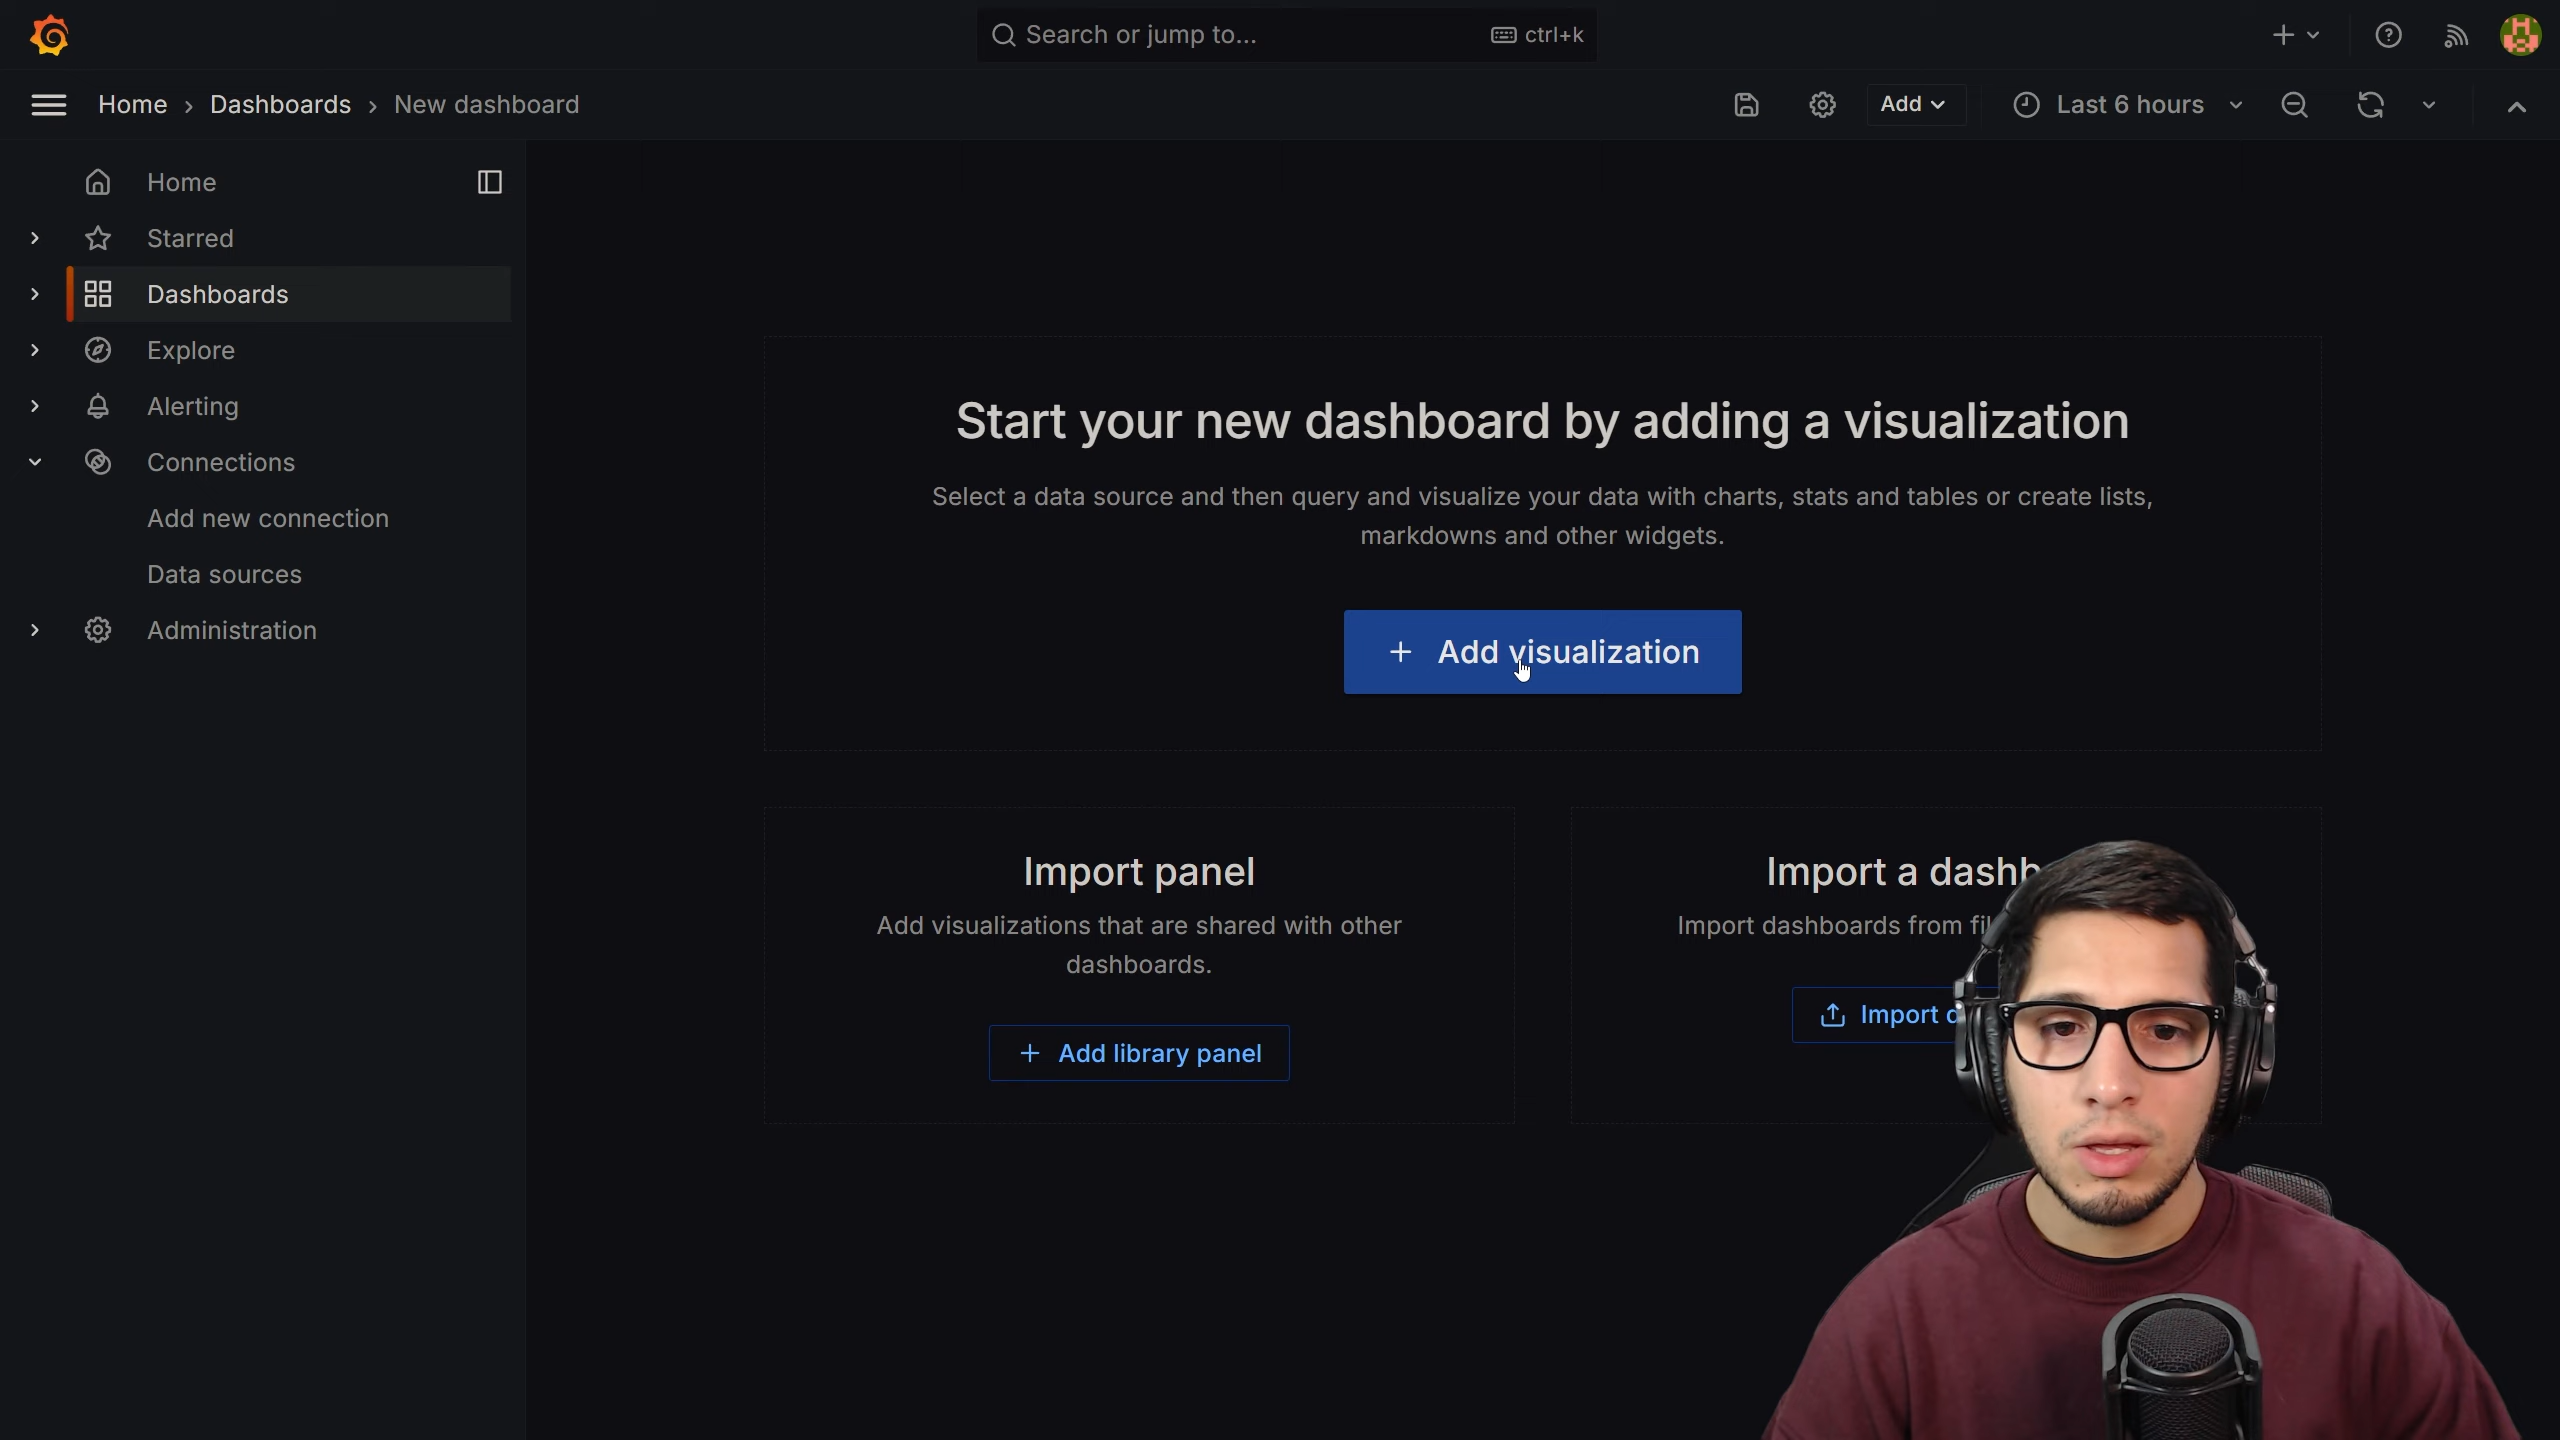 Search or jump to...
ctrl+k
Home › Dashboards › New dashboard
Add
Last 6 hours
Home
Starred
Dashboards
Explore
Alerting
Connections
Add new connection
Data sources
Administration
Start your new dashboard by adding a visualization
Select a data source and then query and visualize your data with charts, stats and tables or create lists,
markdowns and other widgets.
+ Add visualization
Import panel
Add visualizations that are shared with other
dashboards.
+ Add library panel
Import a dashb
Import dashboards from fi
Import d